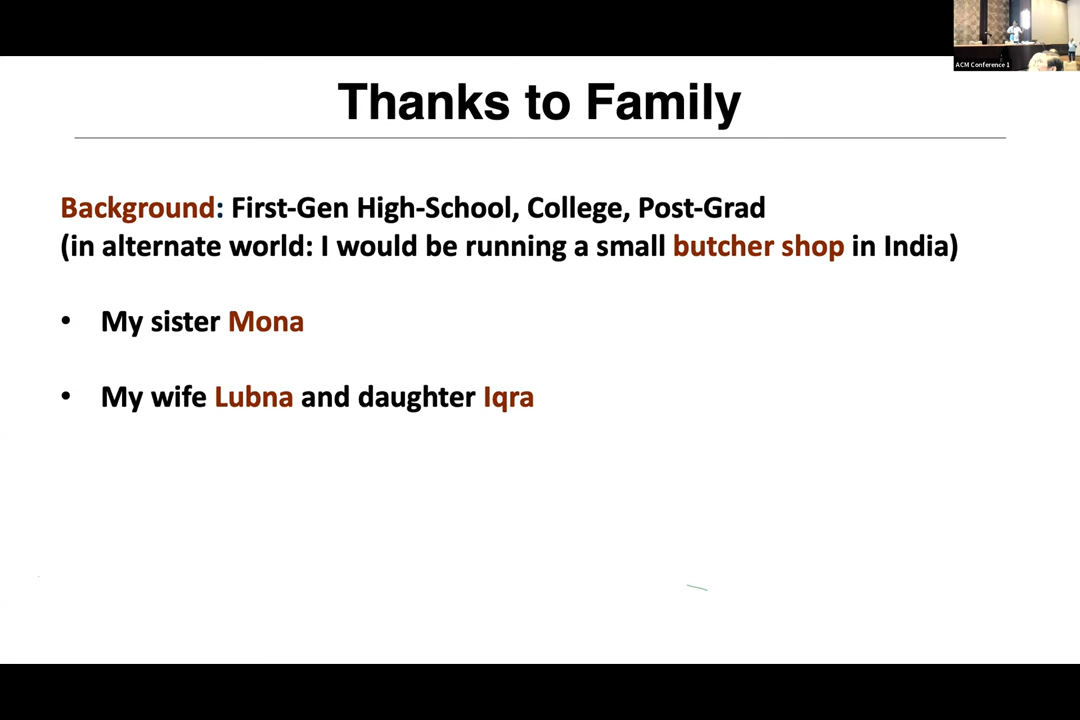 ACM Conference 1
Thanks to Family
Background: First-Gen High-School, College, Post-Grad
(in alternate world: I would be running a small butcher shop in India)
• My sister Mona
• My wife Lubna and daughter Iqra